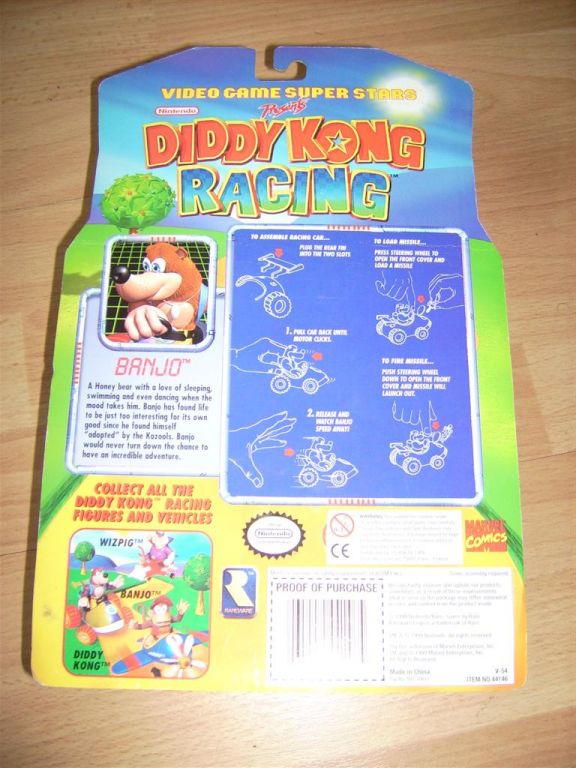 VIDEO GAME SUPER STARS
Nintendo
Presents
DIDDY KONG
RACING™
TO ASSEMBLE RACING CAR...
PLUG THE REAR FIN
INTO THE TWO SLOTS
TO LOAD MISSILE...
PRESS STEERING WHEEL TO
OPEN THE FRONT COVER AND
LOAD A MISSILE
1. PULL CAR BACK UNTIL
MOTOR CLICKS.
TO FIRE MISSILE...
PUSH STEERING WHEEL
DOWN TO OPEN THE FRONT
COVER AND MISSILE WILL
LAUNCH OUT.
2. RELEASE AND
WATCH BANJO
SPEED AWAY!
BANJO™
A Honey bear with a love of sleeping,
swimming and even dancing when the
mood takes him. Banjo has found life
to be just too interesting for its own
good since he found himself
"adopted" by the Kazools. Banjo
would never turn down the chance to
have an incredible adventure.
COLLECT ALL THE
DIDDY KONG™ RACING
FIGURES AND VEHICLES
WIZPIG™
BANJO™
DIDDY
KONG™
Nintendo
CE
MARVEL
COMICS
RAREWARE
PROOF OF PURCHASE
Made in China
V-54
ITEM NO. 44146